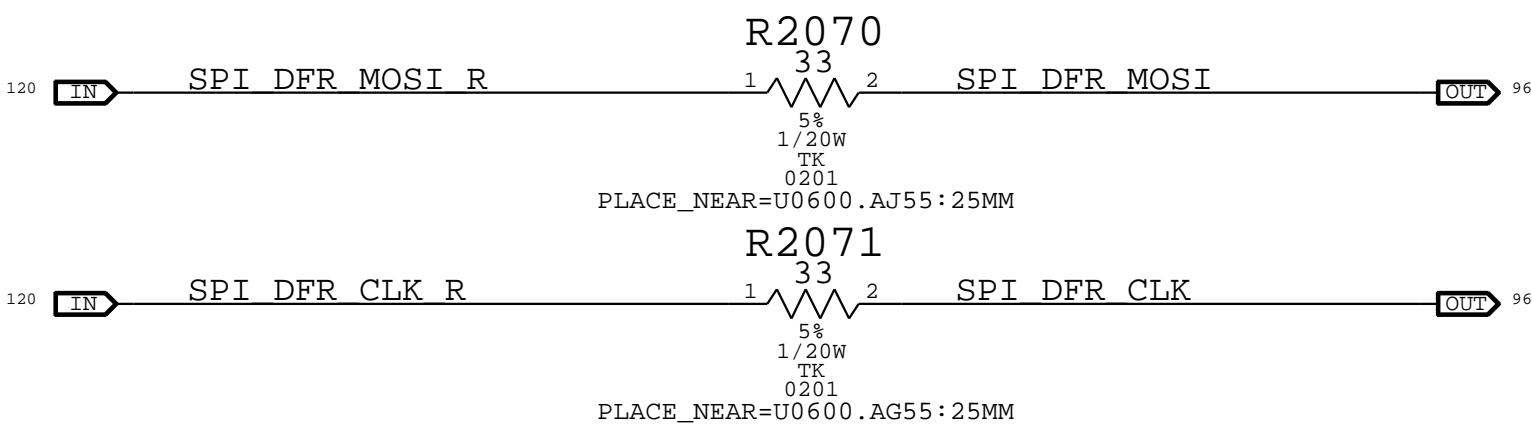 R2070
33
120 IN SPI_DFR_MOSI_R 1 2 SPI_DFR_MOSI OUT 96
5%
1/20W
TK
0201
PLACE_NEAR=U0600.AJ55:25MM
R2071
33
120 IN SPI_DFR_CLK_R 1 2 SPI_DFR_CLK OUT 96
5%
1/20W
TK
0201
PLACE_NEAR=U0600.AG55:25MM